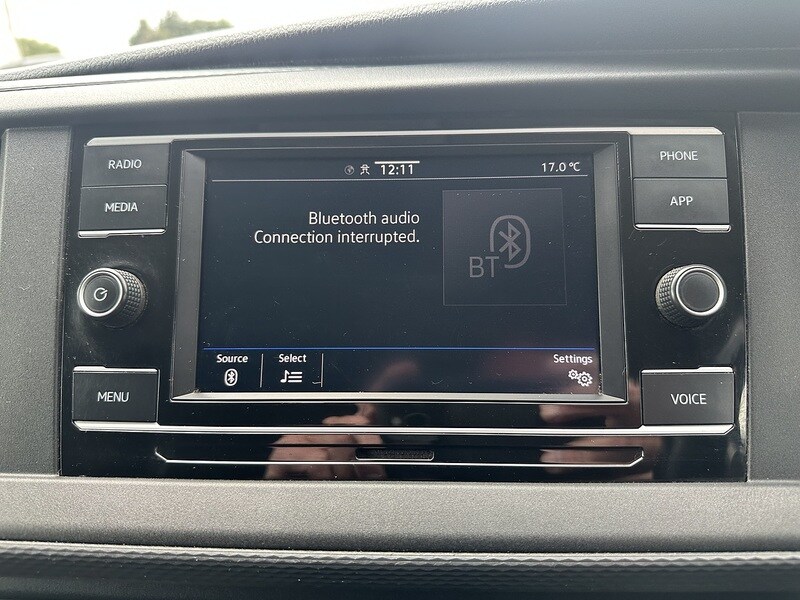 RADIO
MEDIA
MENU
12:11
17.0 °C
Bluetooth audio
Connection interrupted.
BT
Source
Select
Settings
PHONE
APP
VOICE